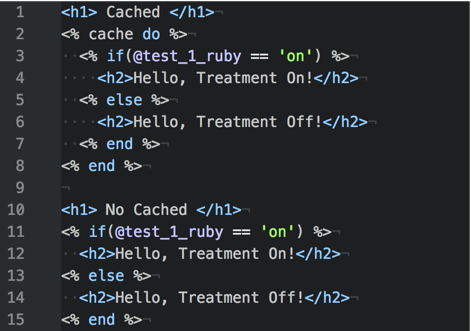 1 <h1> Cached </h1>
2 <% cache do %>
3   <% if(@test_1_ruby == 'on') %>
4     <h2>Hello, Treatment On!</h2>
5   <% else %>
6     <h2>Hello, Treatment Off!</h2>
7   <% end %>
8 <% end %>
9
10 <h1> No Cached </h1>
11 <% if(@test_1_ruby == 'on') %>
12   <h2>Hello, Treatment On!</h2>
13 <% else %>
14   <h2>Hello, Treatment Off!</h2>
15 <% end %>